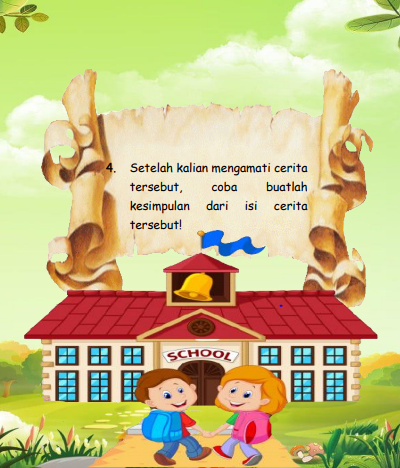 4. Setelah kalian mengamati cerita
tersebut, coba buatlah
kesimpulan dari isi cerita
tersebut!
SCHOOL